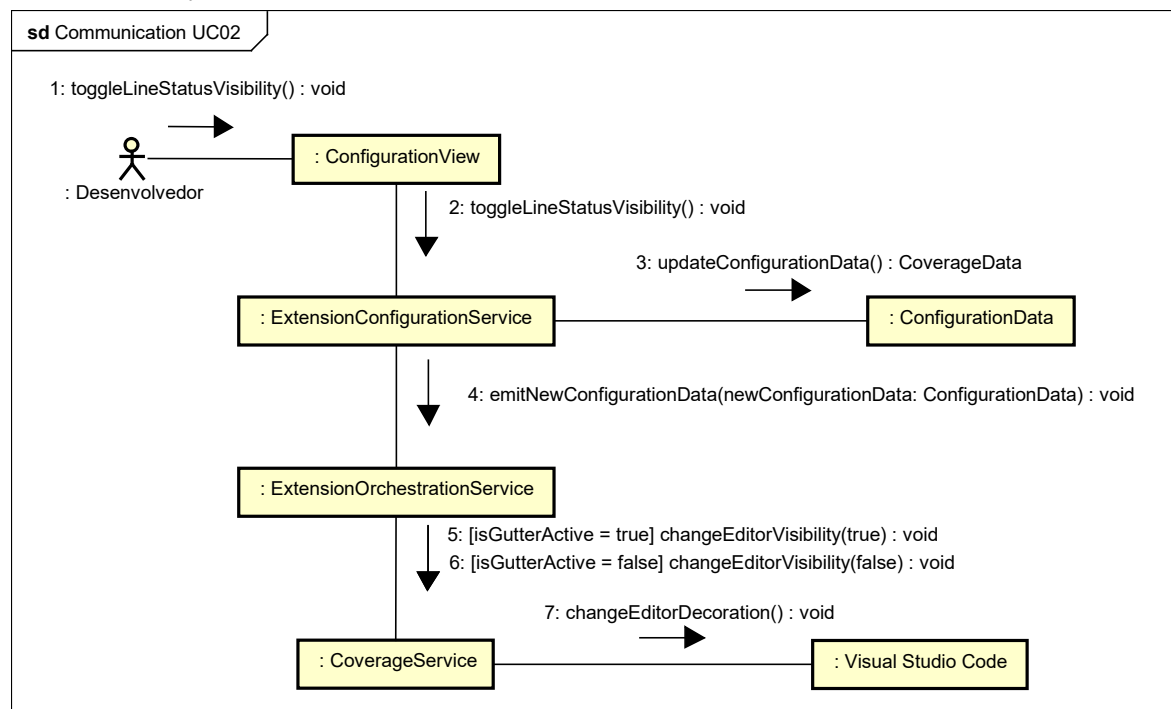 sd Communication UC02
1: toggleLineStatusVisibility() : void
: ConfigurationView
: Desenvolvedor
2: toggleLineStatusVisibility() : void
3: updateConfigurationData() : CoverageData
: ExtensionConfigurationService
: ConfigurationData
4: emitNewConfigurationData(newConfigurationData: ConfigurationData) : void
: ExtensionOrchestrationService
5: [isGutterActive = true] changeEditorVisibility(true) : void
6: [isGutterActive = false] changeEditorVisibility(false) : void
7: changeEditorDecoration() : void
: CoverageService
: Visual Studio Code